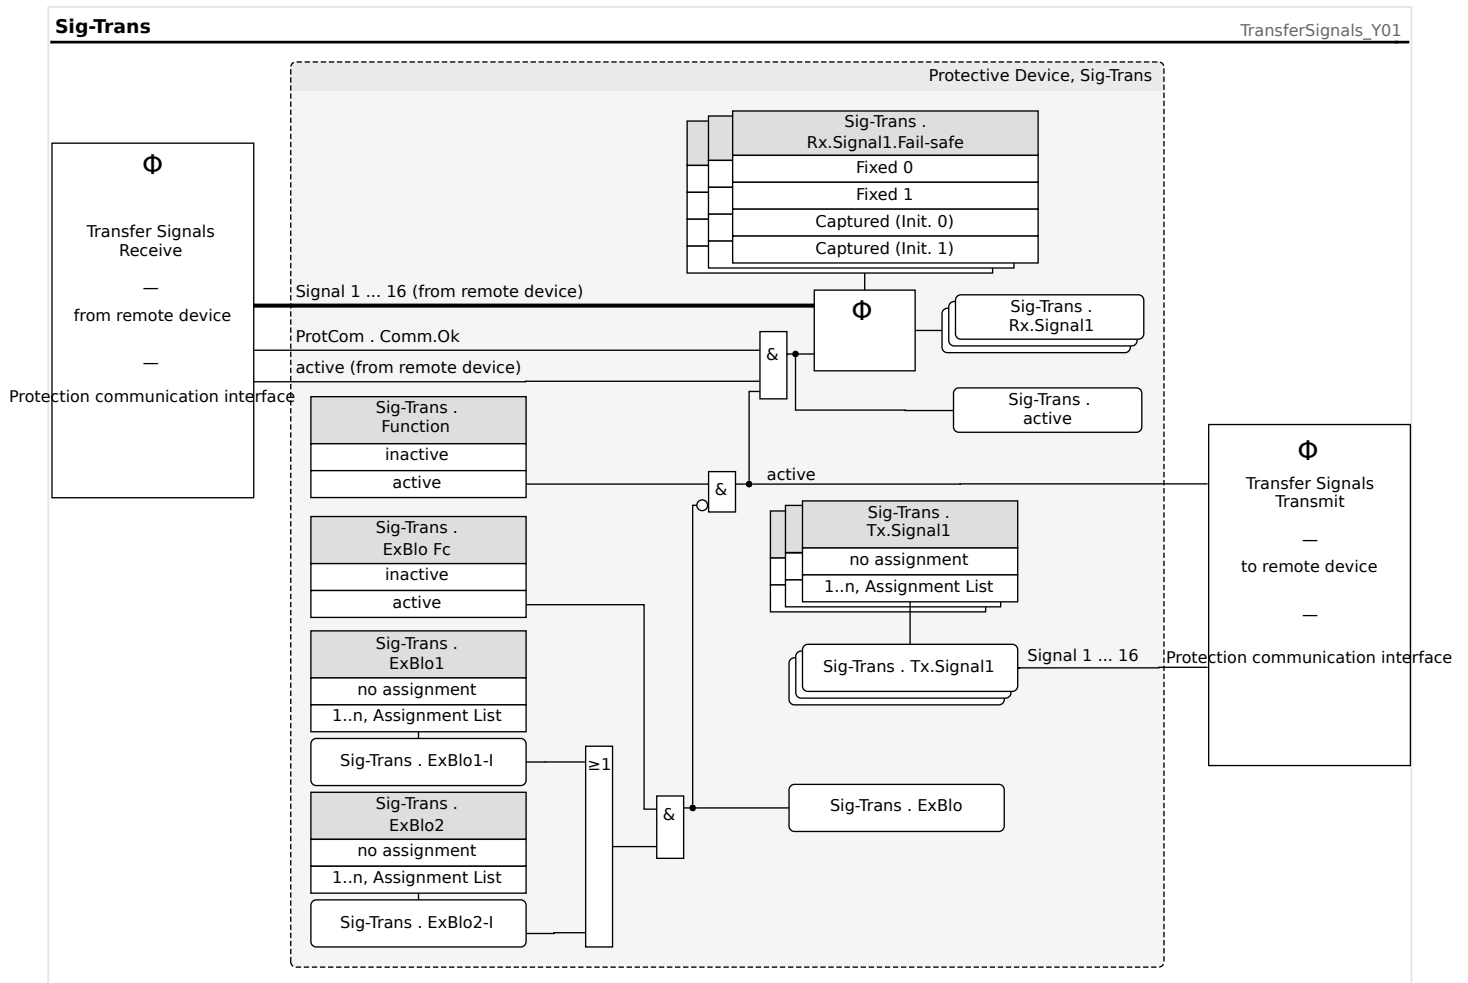 Sig-Trans
TransferSignals_Y01
Protective Device, Sig-Trans
Φ
Transfer Signals
Receive
—
from remote device
—
Protection communication interface
Sig-Trans .
Rx.Signal1.Fail-safe
Fixed 0
Fixed 1
Captured (Init. 0)
Captured (Init. 1)
Signal 1 ... 16 (from remote device)
ProtCom . Comm.Ok
active (from remote device)
&
Φ
Sig-Trans .
Rx.Signal1
Sig-Trans .
active
Sig-Trans .
Function
inactive
active
&
active
Sig-Trans .
ExBlo Fc
inactive
active
Sig-Trans .
Tx.Signal1
no assignment
1..n, Assignment List
Sig-Trans . Tx.Signal1
Signal 1 ... 16
Φ
Transfer Signals
Transmit
—
to remote device
—
Protection communication interface
Sig-Trans .
ExBlo1
no assignment
1..n, Assignment List
Sig-Trans . ExBlo1-I
≥1
Sig-Trans .
ExBlo2
no assignment
1..n, Assignment List
Sig-Trans . ExBlo2-I
&
Sig-Trans . ExBlo